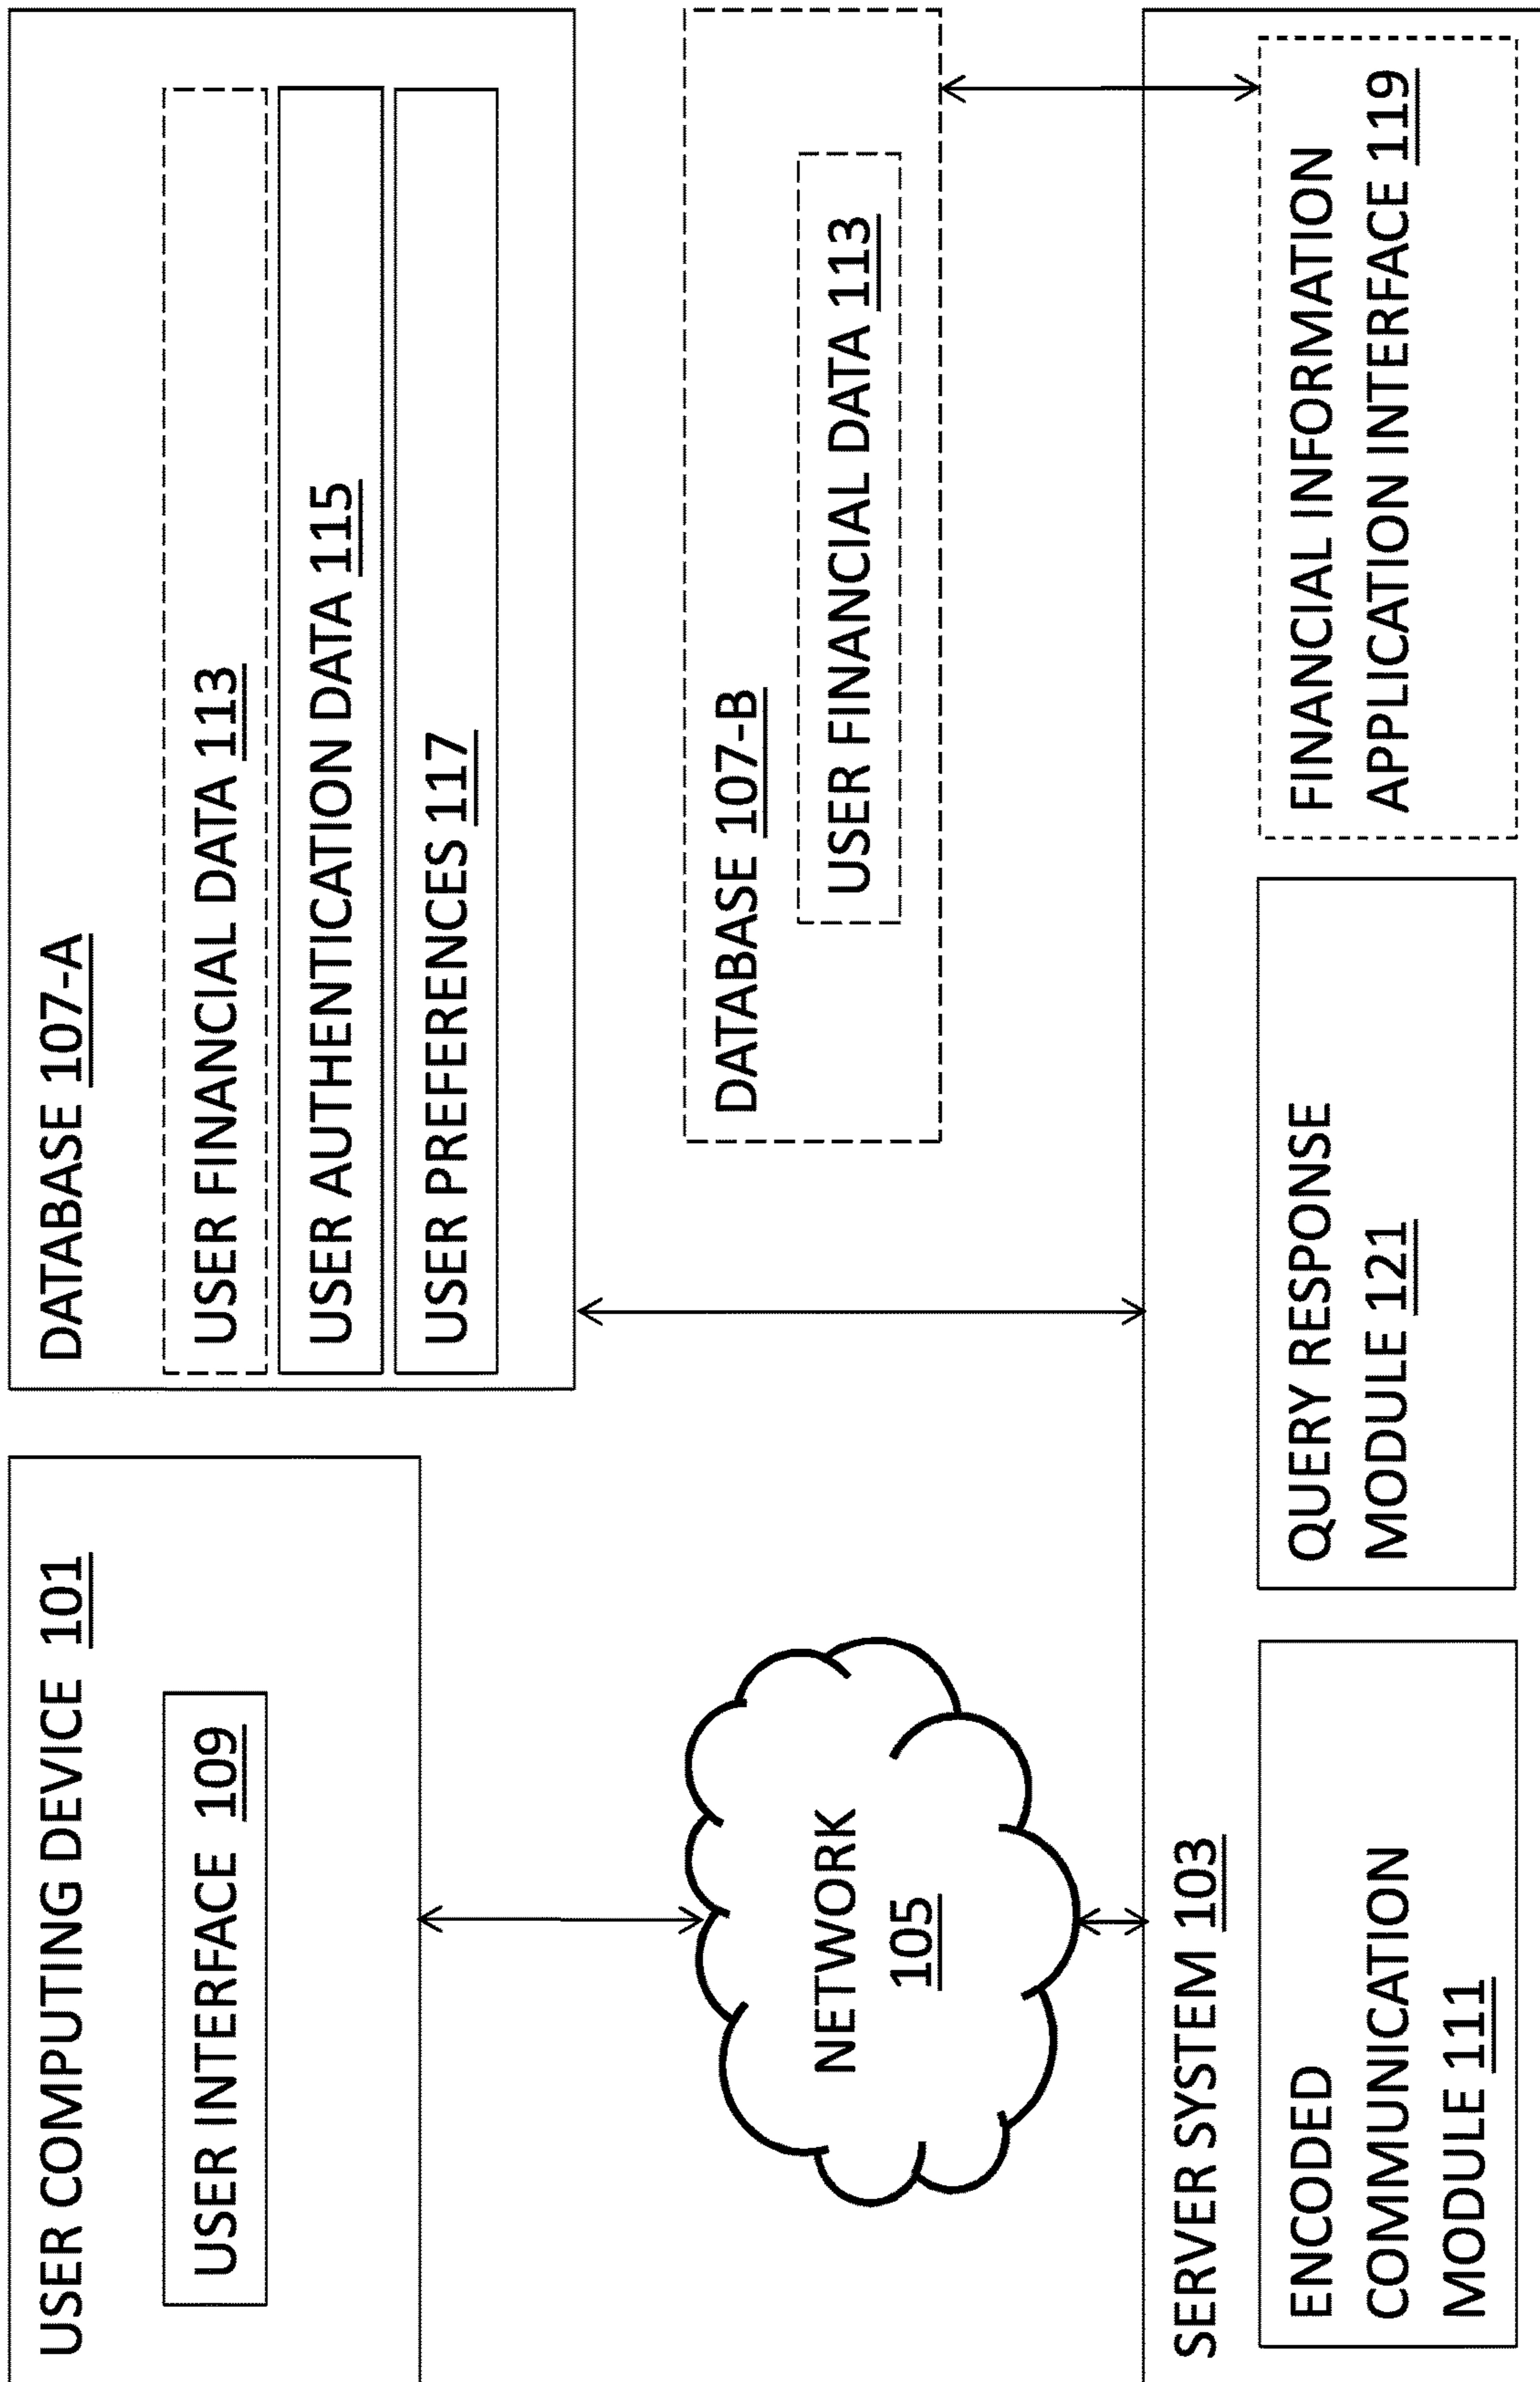 USER COMPUTING DEVICE 101
USER INTERFACE 109
DATABASE 107-A
USER FINANCIAL DATA 113
USER AUTHENTICATION DATA 115
USER PREFERENCES 117
NETWORK
105
DATABASE 107-B
USER FINANCIAL DATA 113
SERVER SYSTEM 103
ENCODED
COMMUNICATION
MODULE 111
QUERY RESPONSE
MODULE 121
FINANCIAL INFORMATION
APPLICATION INTERFACE 119